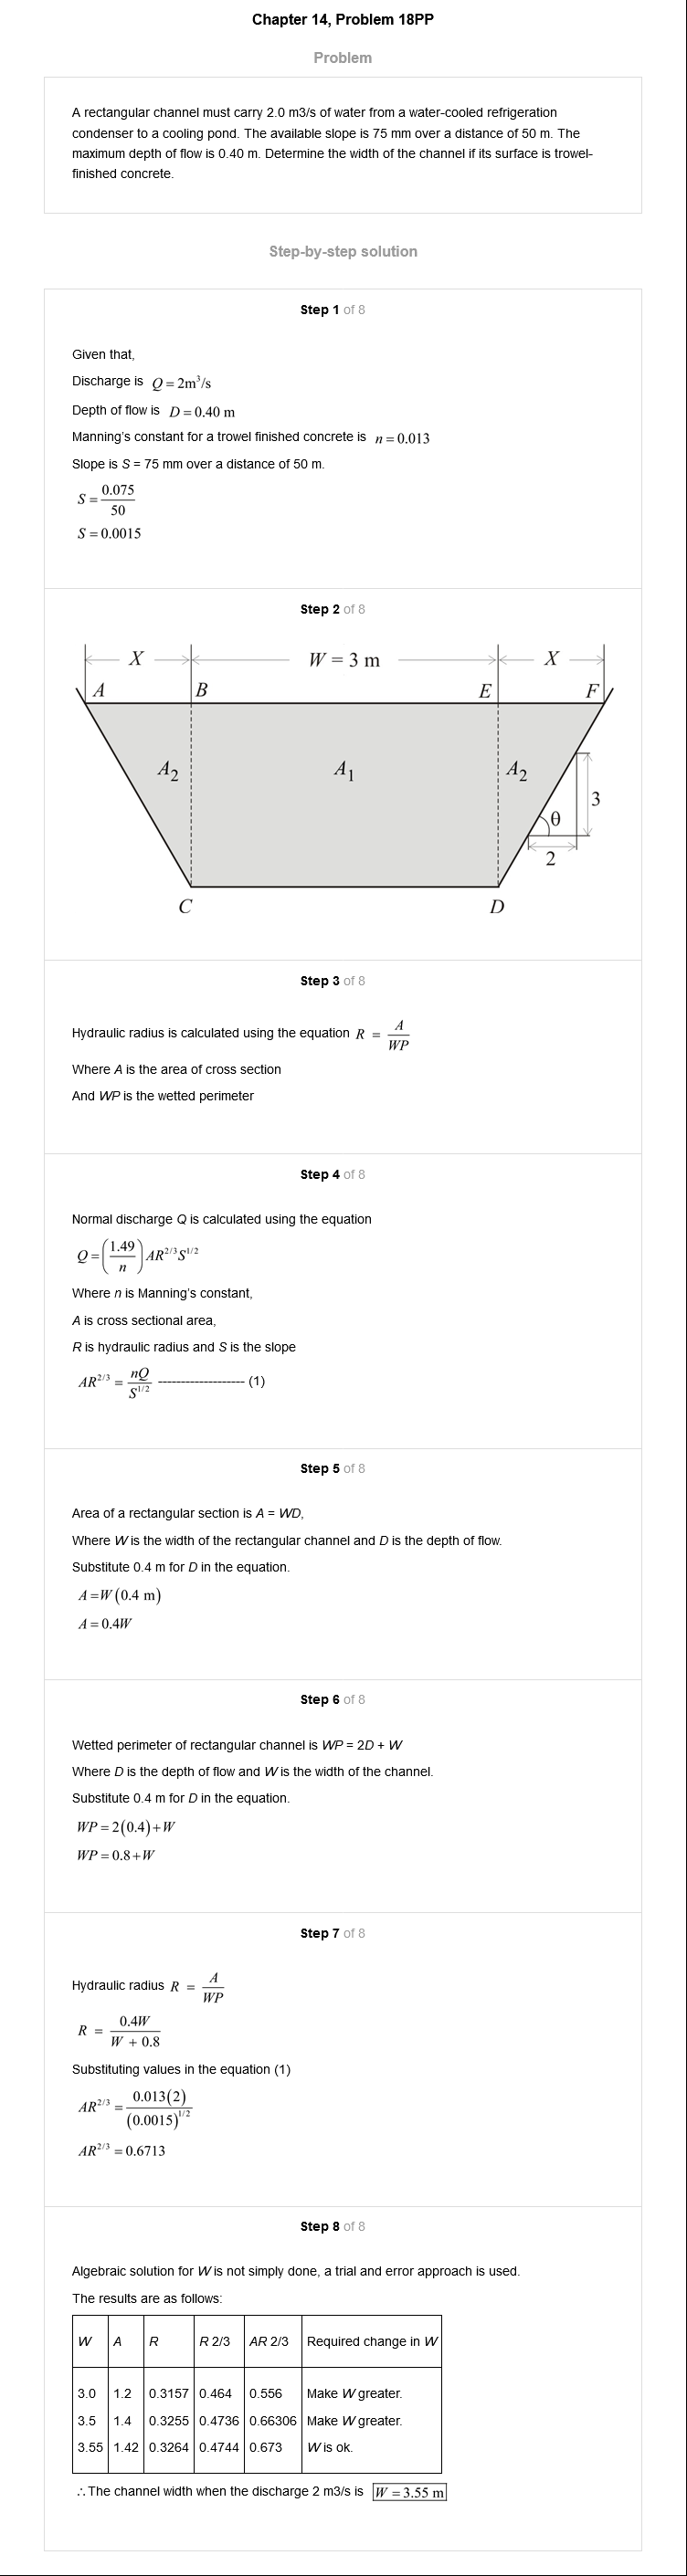 Chapter 14, Problem 18PP
Problem
A rectangular channel must carry 2.0 m3/s of water from a water-cooled refrigeration
condenser to a cooling pond. The available slope is 75 mm over a distance of 50 m. The
maximum depth of flow is 0.40 m. Determine the width of the channel if its surface is trowel-
finished concrete.
Step-by-step solution
Step 1 of 8
Given that,
Discharge is Q = 2m³/s
Depth of flow is D = 0.40 m
Manning's constant for a trowel finished concrete is n = 0.013
Slope is S = 75 mm over a distance of 50 m.
S = 0.075/50
S = 0.0015
Step 2 of 8
X W = 3 m X
A B E F
A₂ A₁ A₂
3
θ
2
C D
Step 3 of 8
Hydraulic radius is calculated using the equation R = A/WP
Where A is the area of cross section
And WP is the wetted perimeter
Step 4 of 8
Normal discharge Q is calculated using the equation
Q = (1.49/n) AR^2/3 S^1/2
Where n is Manning's constant,
A is cross sectional area,
R is hydraulic radius and S is the slope
AR^2/3 = nQ/S^1/2 ------------------- (1)
Step 5 of 8
Area of a rectangular section is A = WD,
Where W is the width of the rectangular channel and D is the depth of flow.
Substitute 0.4 m for D in the equation.
A = W(0.4 m)
A = 0.4W
Step 6 of 8
Wetted perimeter of rectangular channel is WP = 2D + W
Where D is the depth of flow and W is the width of the channel.
Substitute 0.4 m for D in the equation.
WP = 2(0.4)+W
WP = 0.8+W
Step 7 of 8
Hydraulic radius R = A/WP
R = 0.4W/W + 0.8
Substituting values in the equation (1)
AR^2/3 = 0.013(2)/(0.0015)^1/2
AR^2/3 = 0.6713
Step 8 of 8
Algebraic solution for W is not simply done, a trial and error approach is used.
The results are as follows:
W A R R 2/3 AR 2/3 Required change in W
3.0 1.2 0.3157 0.464 0.556 Make W greater.
3.5 1.4 0.3255 0.4736 0.66306 Make W greater.
3.55 1.42 0.3264 0.4744 0.673 W is ok.
∴ The channel width when the discharge 2 m3/s is W = 3.55 m